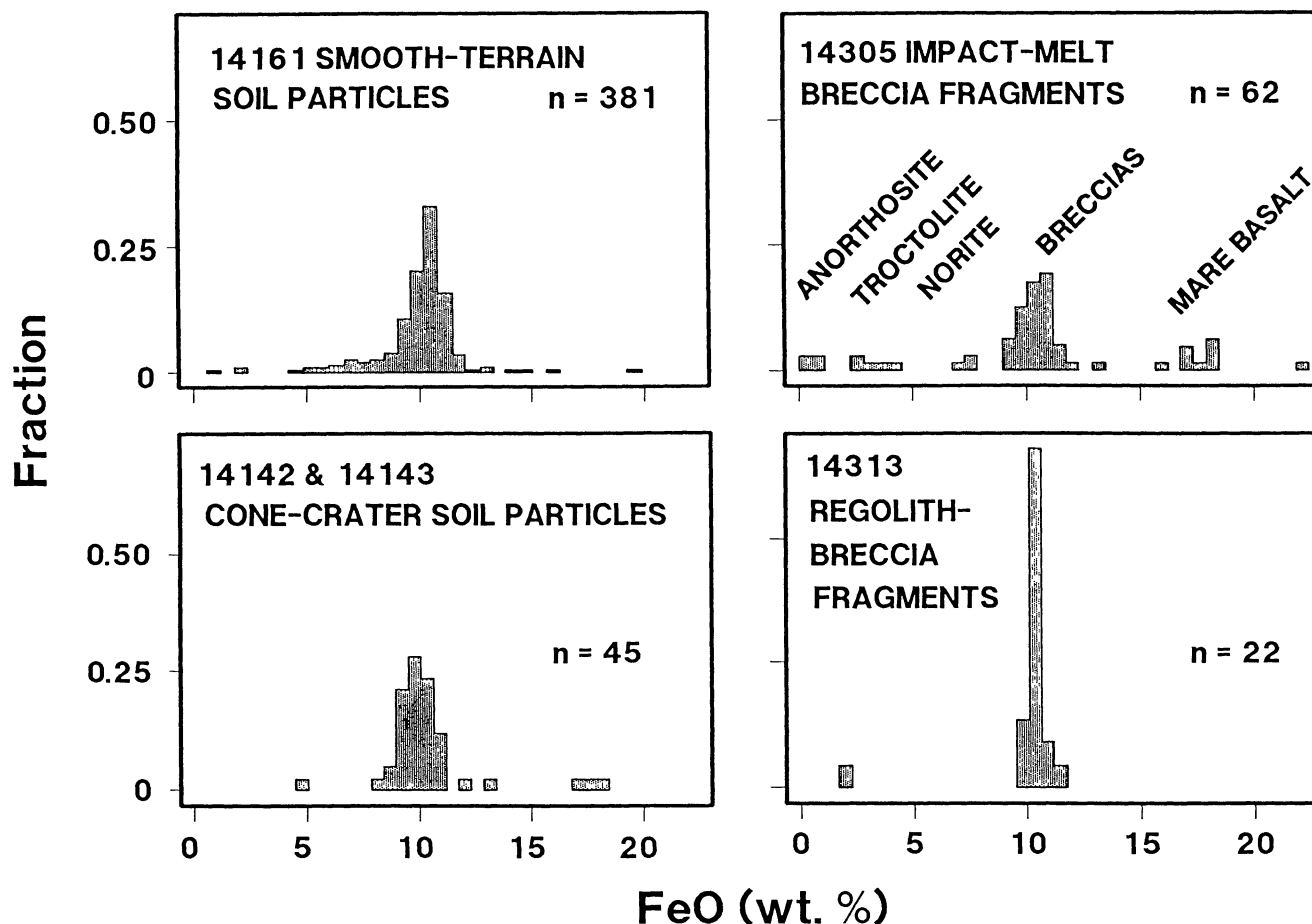 14161 SMOOTH-TERRAIN
SOIL PARTICLES n = 381
0.50
0.25
0
14305 IMPACT-MELT
BRECCIA FRAGMENTS n = 62
ANORTHOSITE
TROCTOLITE
NORITE
BRECCIAS
MARE BASALT
Fraction
14142 & 14143
CONE-CRATER SOIL PARTICLES
n = 45
0.50
0.25
0
0 5 10 15 20
14313
REGOLITH-
BRECCIA
FRAGMENTS
n = 22
0 5 10 15 20
FeO (wt. %)